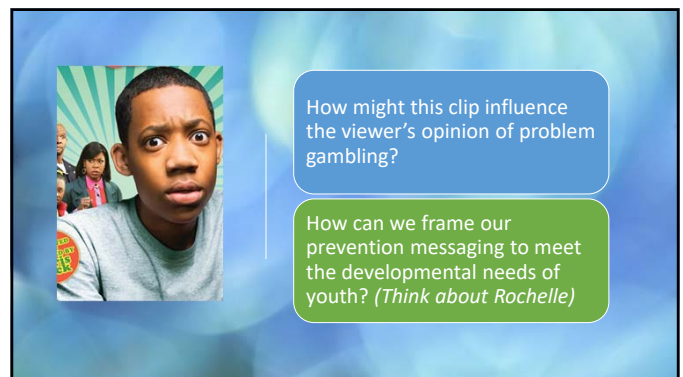 How might this clip influence
the viewer's opinion of problem
gambling?
How can we frame our
prevention messaging to meet
the developmental needs of
youth? (Think about Rochelle)